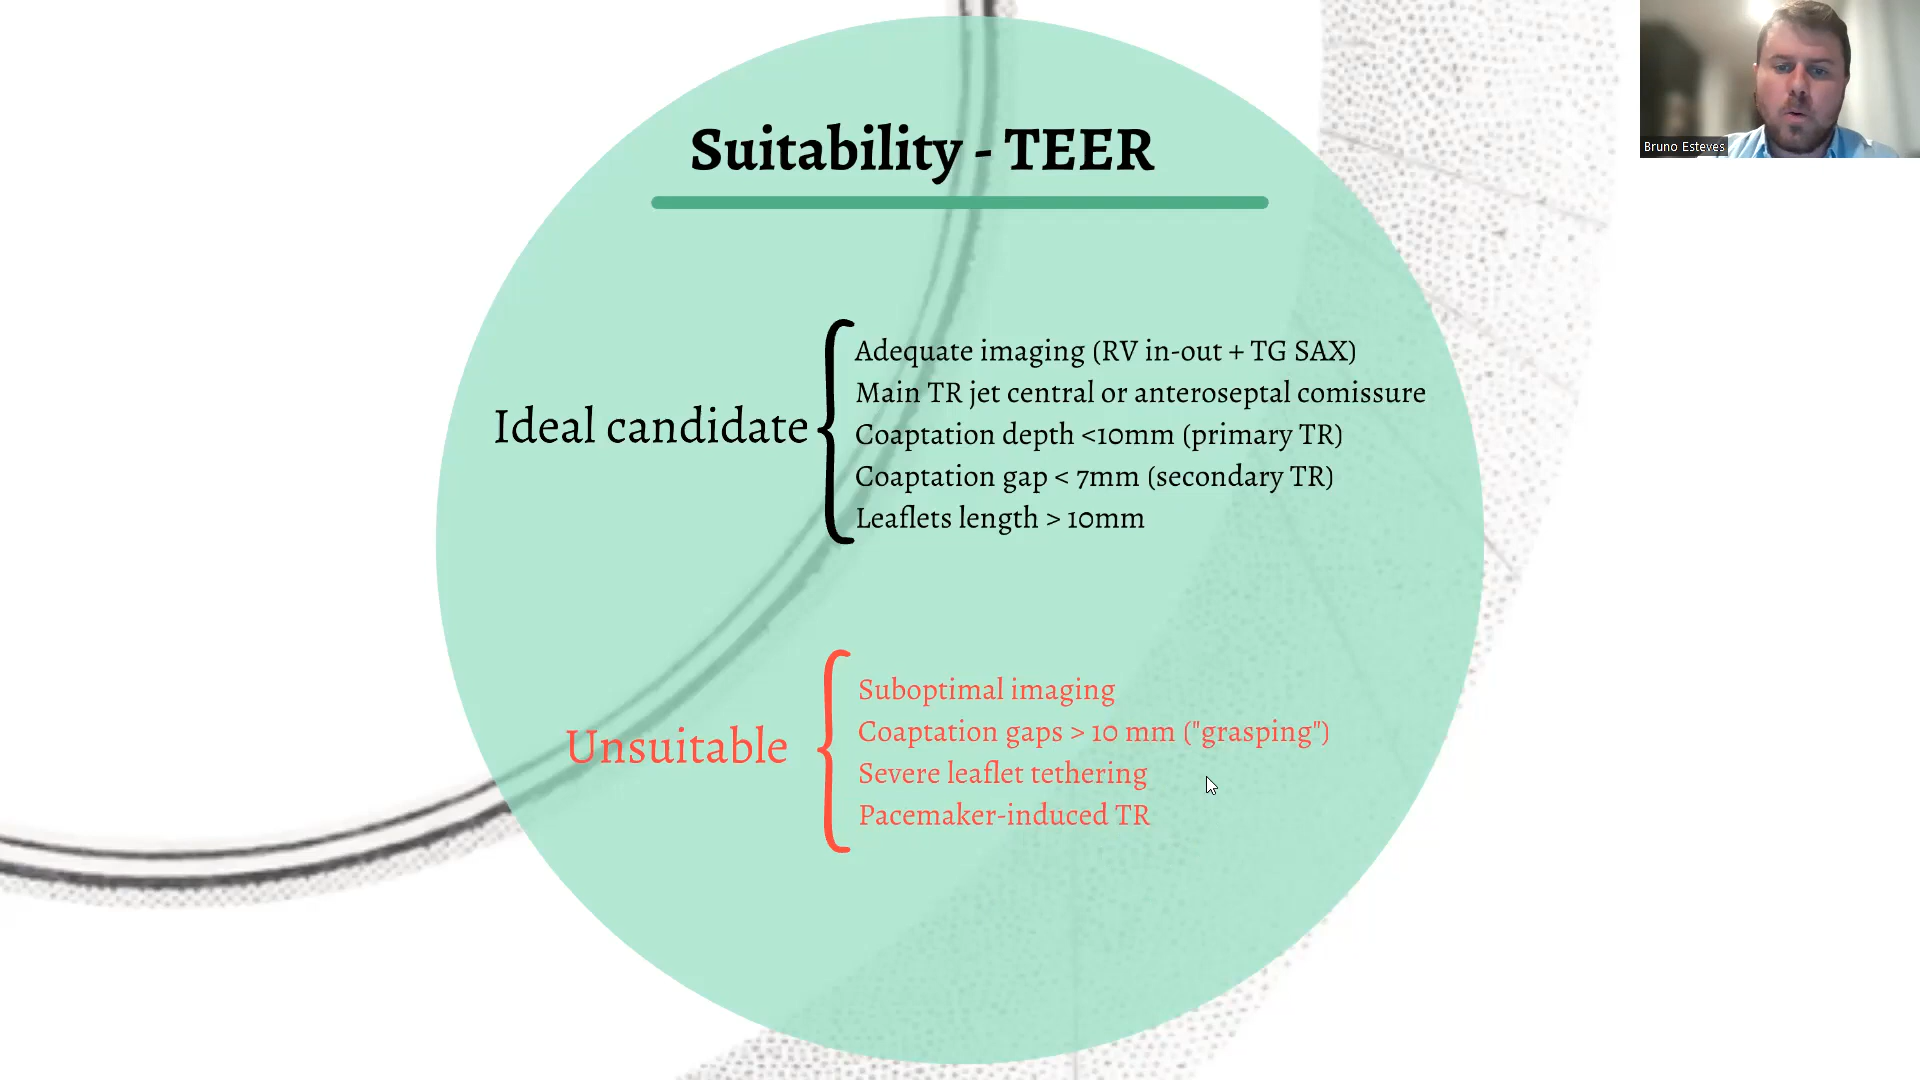 Suitability - TEER
Ideal candidate
Adequate imaging (RV in-out + TG SAX)
Main TR jet central or anteroseptal comissure
Coaptation depth <10mm (primary TR)
Coaptation gap < 7mm (secondary TR)
Leaflets length > 10mm
Unsuitable
Suboptimal imaging
Coaptation gaps > 10 mm ("grasping")
Severe leaflet tethering
Pacemaker-induced TR
Bruno Esteves